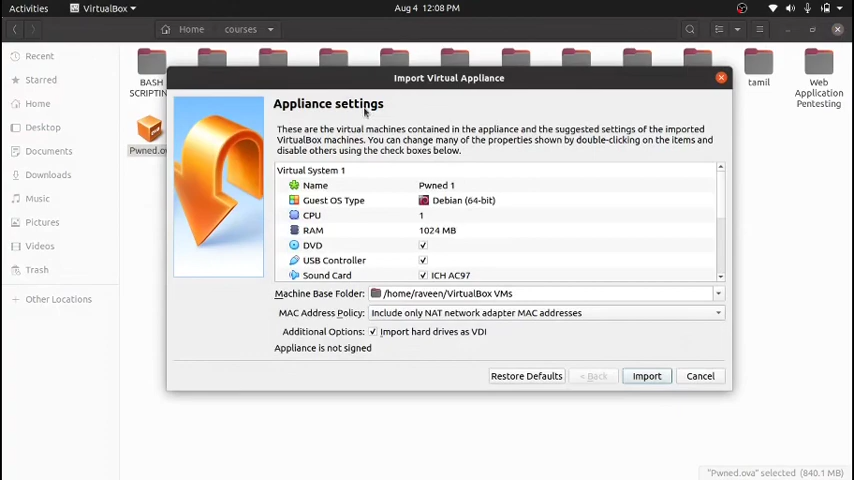 Activities
VirtualBox
Aug 4 12:08 PM
Home
courses
Recent
Starred
Home
Desktop
Documents
Downloads
Music
Pictures
Videos
Trash
Other Locations
BASH
SCRIPTING
tamil
Web
Application
Pentesting
Pwned.ov
Import Virtual Appliance
Appliance settings
These are the virtual machines contained in the appliance and the suggested settings of the imported
VirtualBox machines. You can change many of the properties shown by double-clicking on the items and
disable others using the check boxes below.
Virtual System 1
Name Pwned 1
Guest OS Type Debian (64-bit)
CPU 1
RAM 1024 MB
DVD
USB Controller
Sound Card ICH AC97
Machine Base Folder: /home/raveen/VirtualBox VMs
MAC Address Policy: Include only NAT network adapter MAC addresses
Additional Options: Import hard drives as VDI
Appliance is not signed
Restore Defaults
< Back
Import
Cancel
"Pwned.ova" selected (840.1 MB)